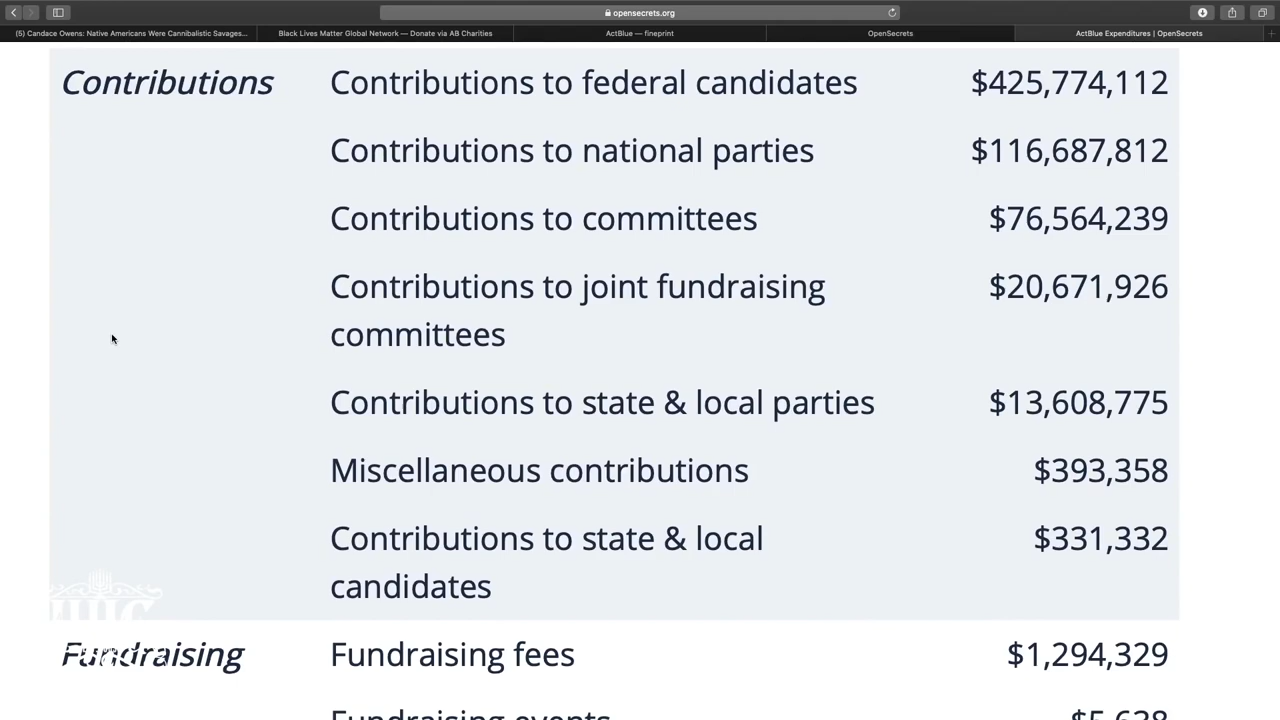 opensecrets.org
(5) Candace Owens: Native Americans Were Cannibalistic Savages...
Black Lives Matter Global Network — Donate via AB Charities
ActBlue — fineprint
OpenSecrets
ActBlue Expenditures | OpenSecrets
Contributions
Contributions to federal candidates
$425,774,112
Contributions to national parties
$116,687,812
Contributions to committees
$76,564,239
Contributions to joint fundraising
committees
$20,671,926
Contributions to state & local parties
$13,608,775
Miscellaneous contributions
$393,358
Contributions to state & local
candidates
$331,332
Fundraising
Fundraising fees
$1,294,329
Fundraising events
$5,638